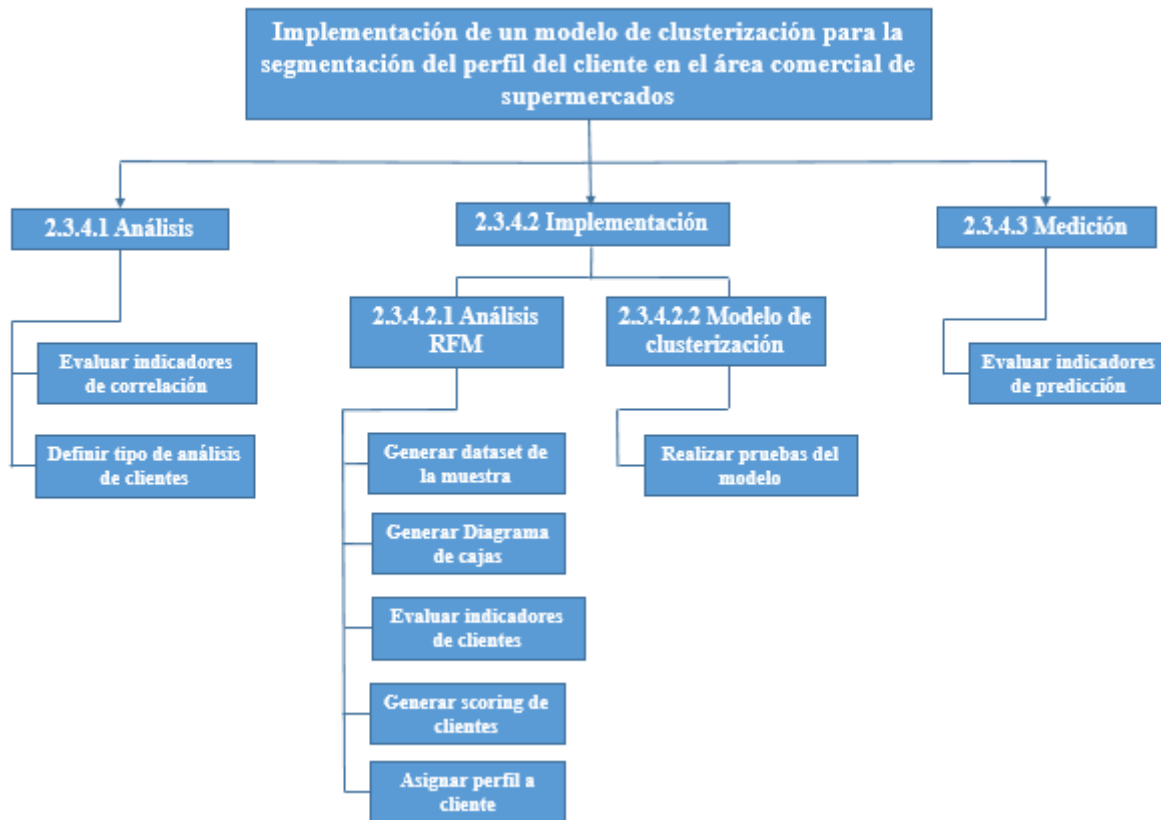 Implementación de un modelo de clusterización para la
segmentación del perfil del cliente en el área comercial de
supermercados
2.3.4.1 Análisis
2.3.4.2 Implementación
2.3.4.3 Medición
2.3.4.2.1 Análisis
RFM
2.3.4.2.2 Modelo de
clusterización
Evaluar indicadores
de correlación
Definir tipo de análisis
de clientes
Generar dataset de
la muestra
Generar Diagrama
de cajas
Evaluar indicadores
de clientes
Generar scoring de
clientes
Asignar perfil a
cliente
Realizar pruebas del
modelo
Evaluar indicadores
de predicción